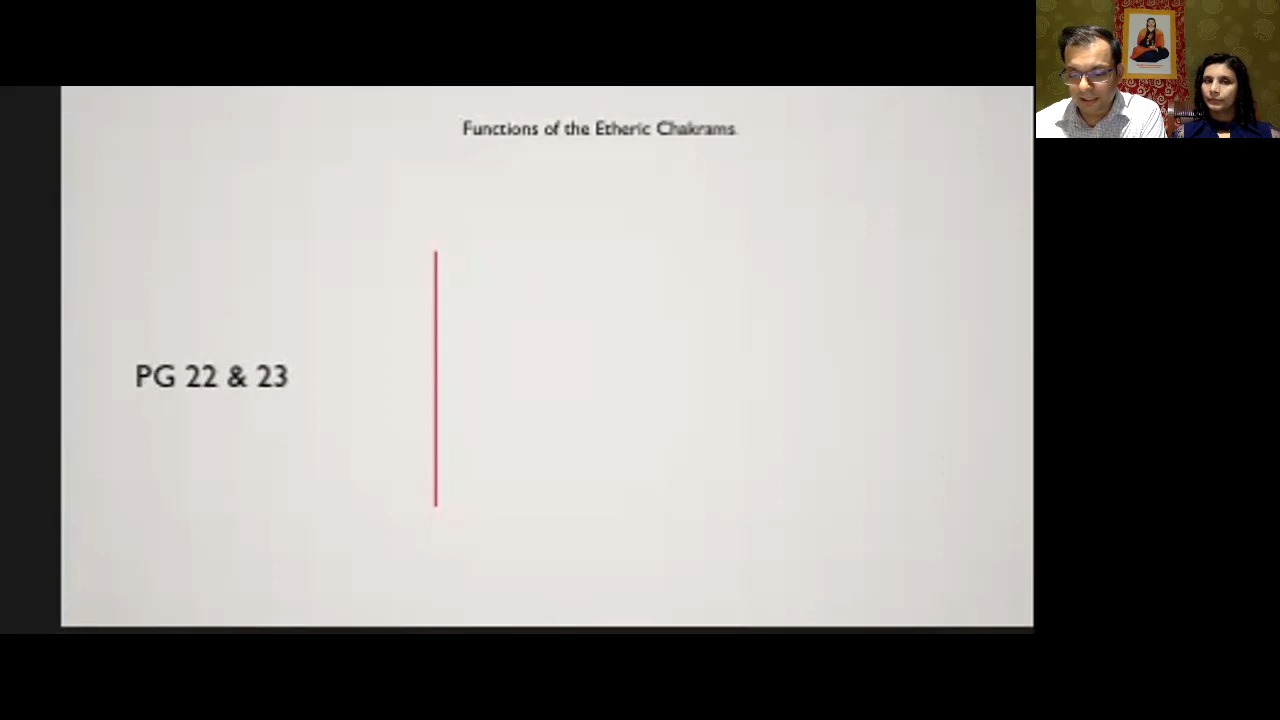 Functions of the Etheric Chakrams
PG 22 & 23